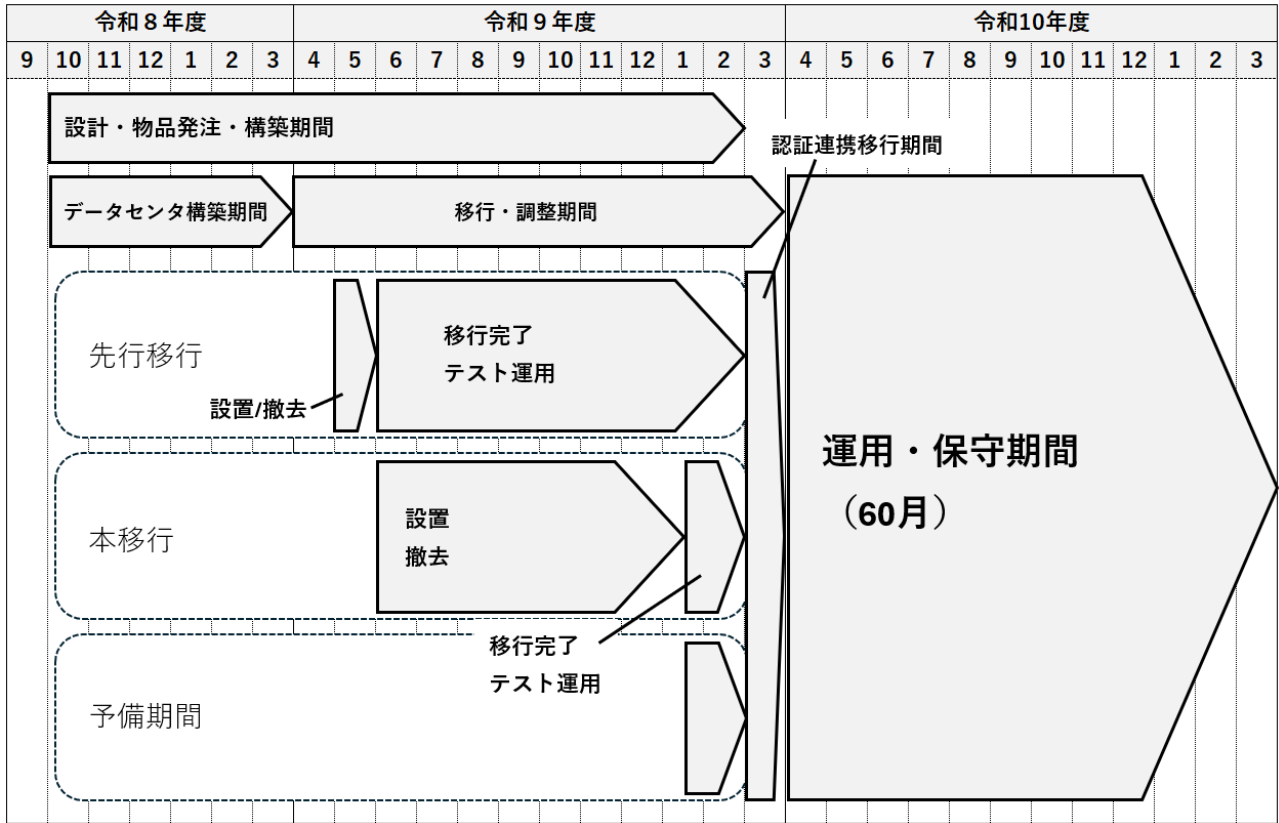 令和８年度 令和９年度 令和10年度
9 10 11 12 1 2 3 4 5 6 7 8 9 10 11 12 1 2 3 4 5 6 7 8 9 10 11 12 1 2 3
設計・物品発注・構築期間
認証連携移行期間
データセンタ構築期間 移行・調整期間
先行移行
移行完了
テスト運用
設置/撤去
運用・保守期間
（60月）
本移行
設置
撤去
移行完了
テスト運用
予備期間